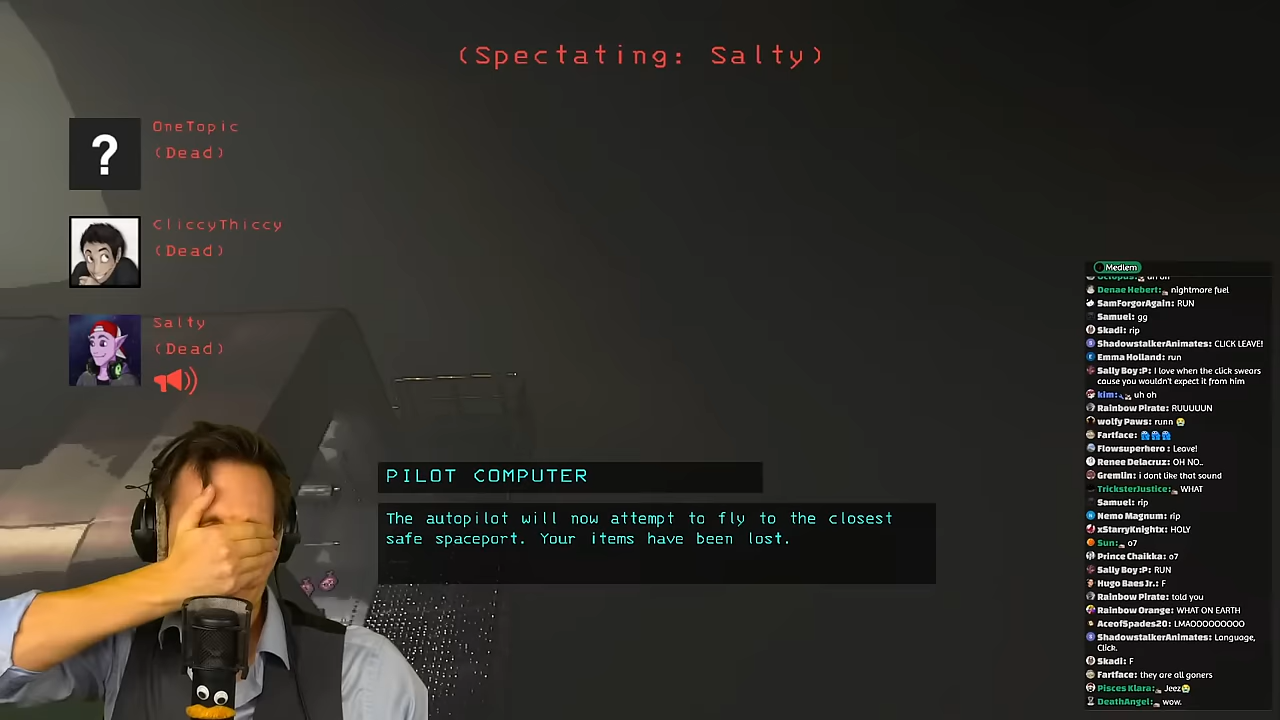 (Spectating: Salty)
OneTopic
(Dead)
?
CliccyThiccy
(Dead)
Salty
(Dead)
PILOT COMPUTER
The autopilot will now attempt to fly to the closest
safe spaceport. Your items have been lost.
Medlem
Denae Hebert: nightmare fuel
SamForgorAgain: RUN
Samuel: gg
Skadi: rip
ShadowstalkerAnimates: CLICK LEAVE!
Emma Holland: run
Sally Boy :P: I love when the click swears
cause you wouldn't expect it from him
kim: uh oh
Rainbow Pirate: RUUUUUN
wolfy Paws: runn 😭
Fartface: 🫂🫂🫂
Flowsuperhero : Leave!
Renee Delacruz: OH NO..
Gremlin: i dont like that sound
TricksterJustice: WHAT
Samuel: rip
Nemo Magnum: rip
xStarryKnightx: HOLY
Sun: o7
Prince Chaikka: o7
Sally Boy :P: RUN
Hugo Baes Jr.: F
Rainbow Pirate: told you
Rainbow Orange: WHAT ON EARTH
AceofSpades20: LMAOOOOOOOO
ShadowstalkerAnimates: Language,
Click.
Skadi: F
Fartface: they are all goners
Pisces Klara: Jeez😭
DeathAngel: wow.